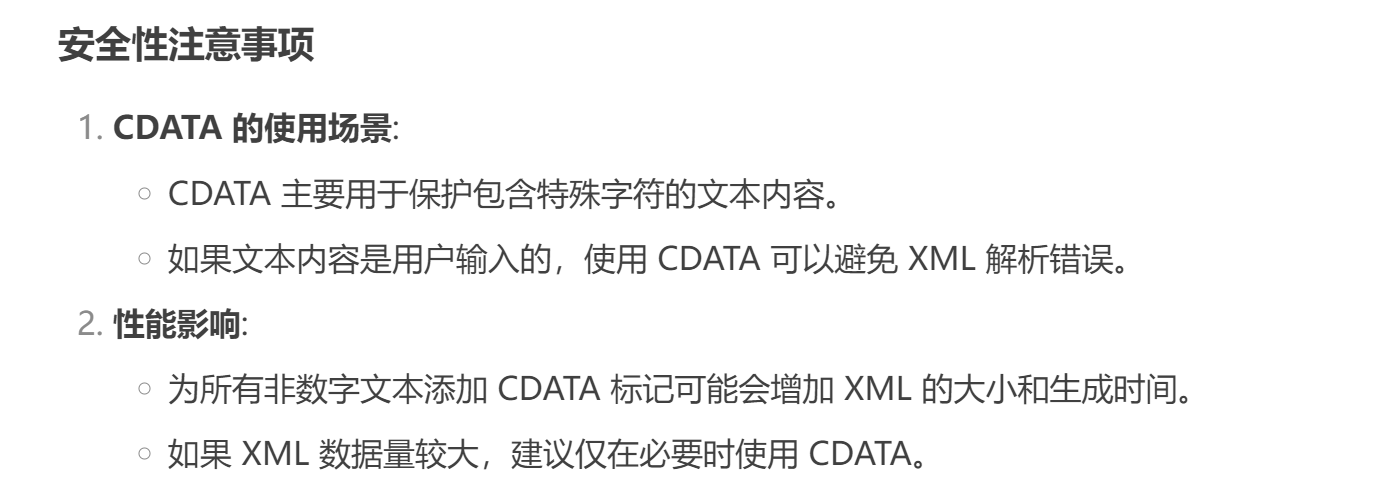 安全性注意事项
1. CDATA 的使用场景:
○ CDATA 主要用于保护包含特殊字符的文本内容。
○ 如果文本内容是用户输入的，使用 CDATA 可以避免 XML 解析错误。
2. 性能影响:
○ 为所有非数字文本添加 CDATA 标记可能会增加 XML 的大小和生成时间。
○ 如果 XML 数据量较大，建议仅在必要时使用 CDATA。